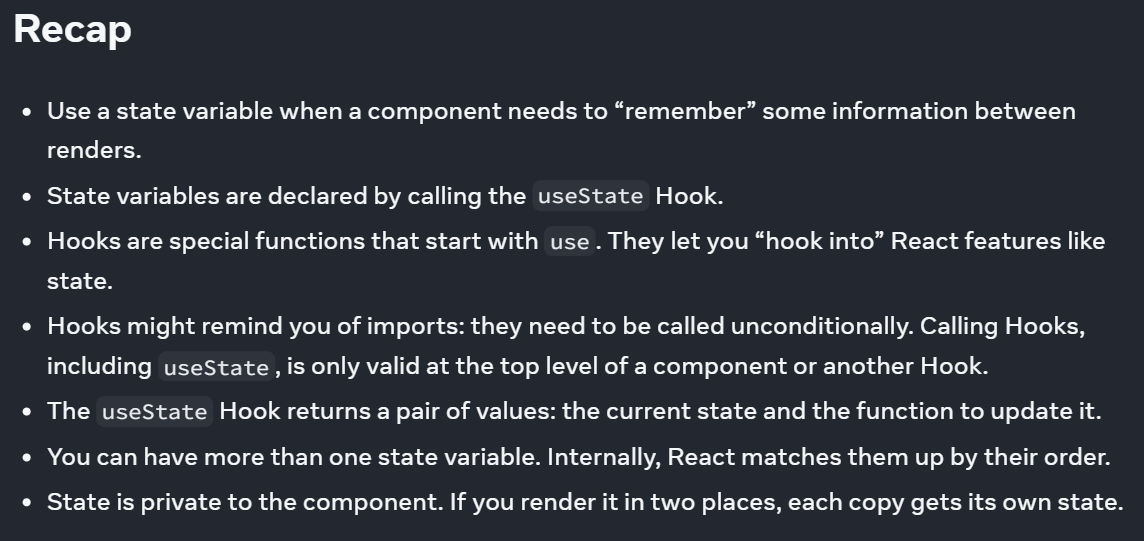 Recap
• Use a state variable when a component needs to “remember” some information between
renders.
• State variables are declared by calling the useState Hook.
• Hooks are special functions that start with use. They let you “hook into” React features like
state.
• Hooks might remind you of imports: they need to be called unconditionally. Calling Hooks,
including useState, is only valid at the top level of a component or another Hook.
• The useState Hook returns a pair of values: the current state and the function to update it.
• You can have more than one state variable. Internally, React matches them up by their order.
• State is private to the component. If you render it in two places, each copy gets its own state.